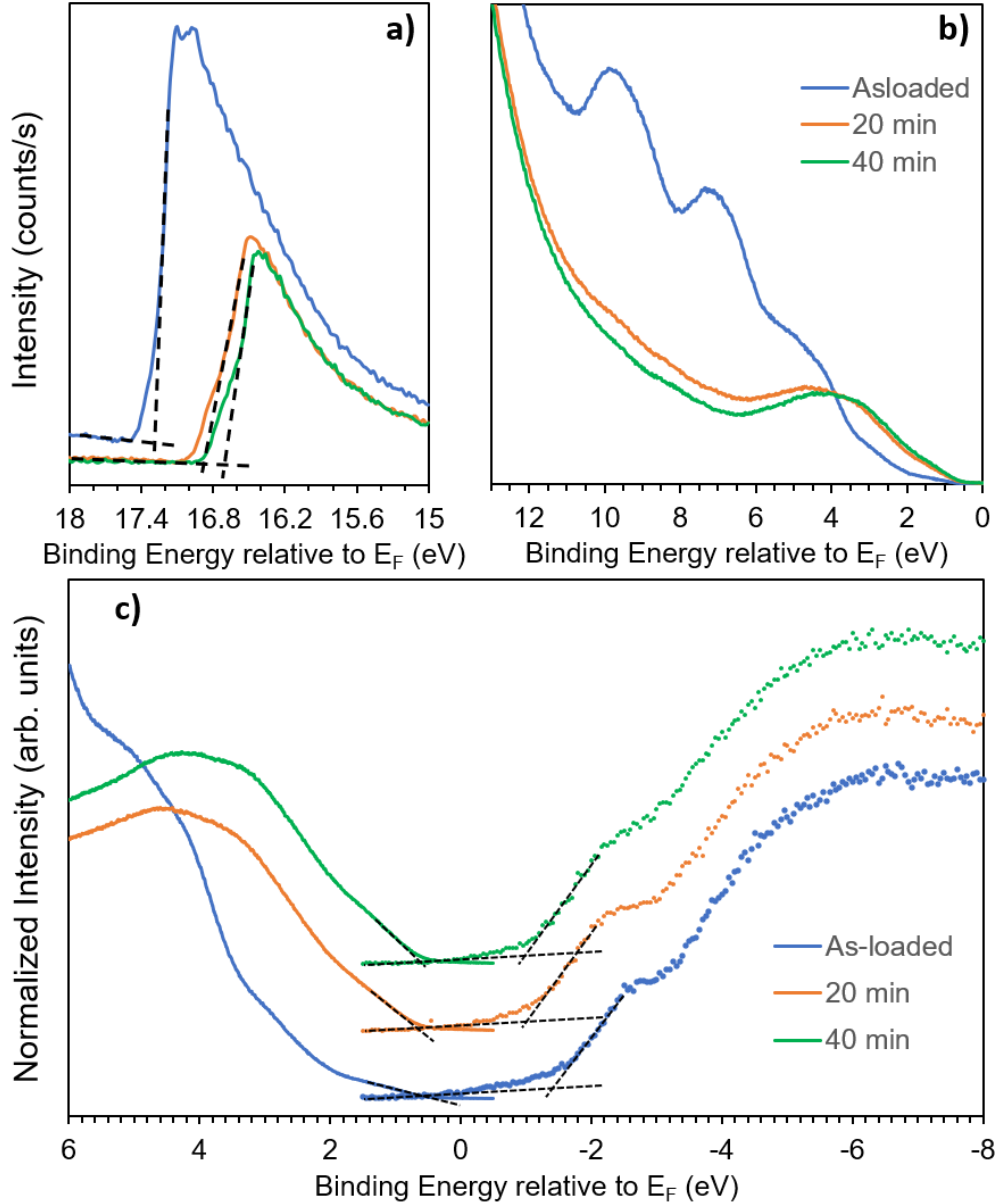 a)
Intensity (counts/s)
18 17.4 16.8 16.2 15.6 15
Binding Energy relative to E_F (eV)
b)
Asloaded
20 min
40 min
12 10 8 6 4 2 0
Binding Energy relative to E_F (eV)
c)
Normalized Intensity (arb. units)
As-loaded
20 min
40 min
6 4 2 0 -2 -4 -6 -8
Binding Energy relative to E_F (eV)